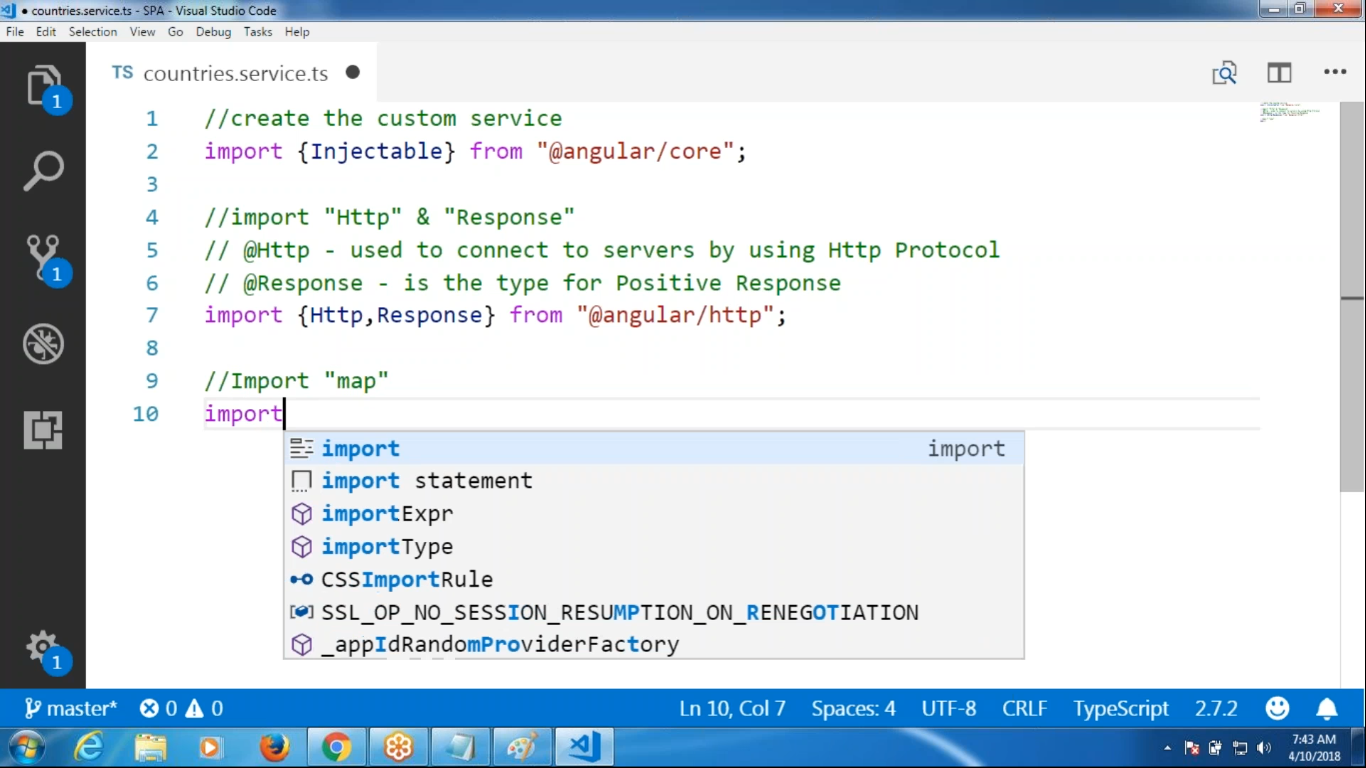 • countries.service.ts - SPA - Visual Studio Code
File Edit Selection View Go Debug Tasks Help
TS countries.service.ts
1 //create the custom service
2 import {Injectable} from "@angular/core";
3
4 //import "Http" & "Response"
5 // @Http - used to connect to servers by using Http Protocol
6 // @Response - is the type for Positive Response
7 import {Http,Response} from "@angular/http";
8
9 //Import "map"
10 import
import import
import statement
importExpr
importType
CSSImportRule
SSL_OP_NO_SESSION_RESUMPTION_ON_RENEGOTIATION
_appIdRandomProviderFactory
1
1
1
master* 0 0 Ln 10, Col 7 Spaces: 4 UTF-8 CRLF TypeScript 2.7.2
7:43 AM
4/10/2018